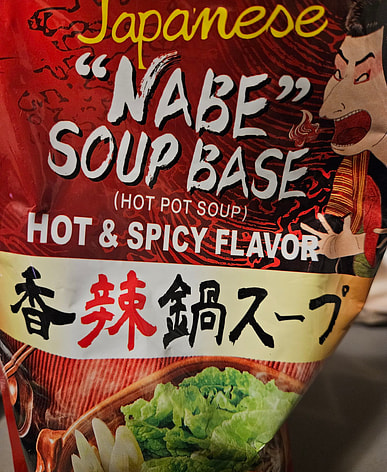 Japanese
"NABE"
SOUP BASE
(HOT POT SOUP)
HOT & SPICY FLAVOR
香辣鍋スープ